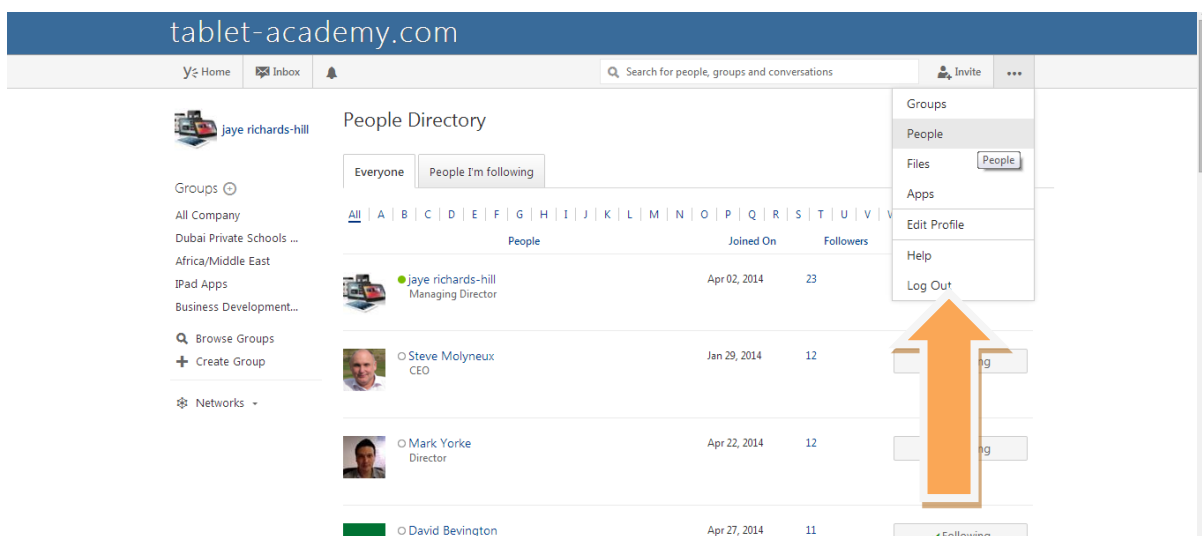 tablet-academy.com
Home Inbox Search for people, groups and conversations Invite ...
jaye richards-hill
Groups
All Company
Dubai Private Schools ...
Africa/Middle East
IPad Apps
Business Development...
Browse Groups
Create Group
Networks
People Directory
Everyone People I'm following
All A B C D E F G H I J K L M N O P Q R S T U V
People Joined On Followers
jaye richards-hill Apr 02, 2014 23
Managing Director
Steve Molyneux Jan 29, 2014 12
CEO
Mark Yorke Apr 22, 2014 12
Director
David Bevington Apr 27, 2014 11 Following
Groups
People
People
Files
Apps
Edit Profile
Help
Log Out